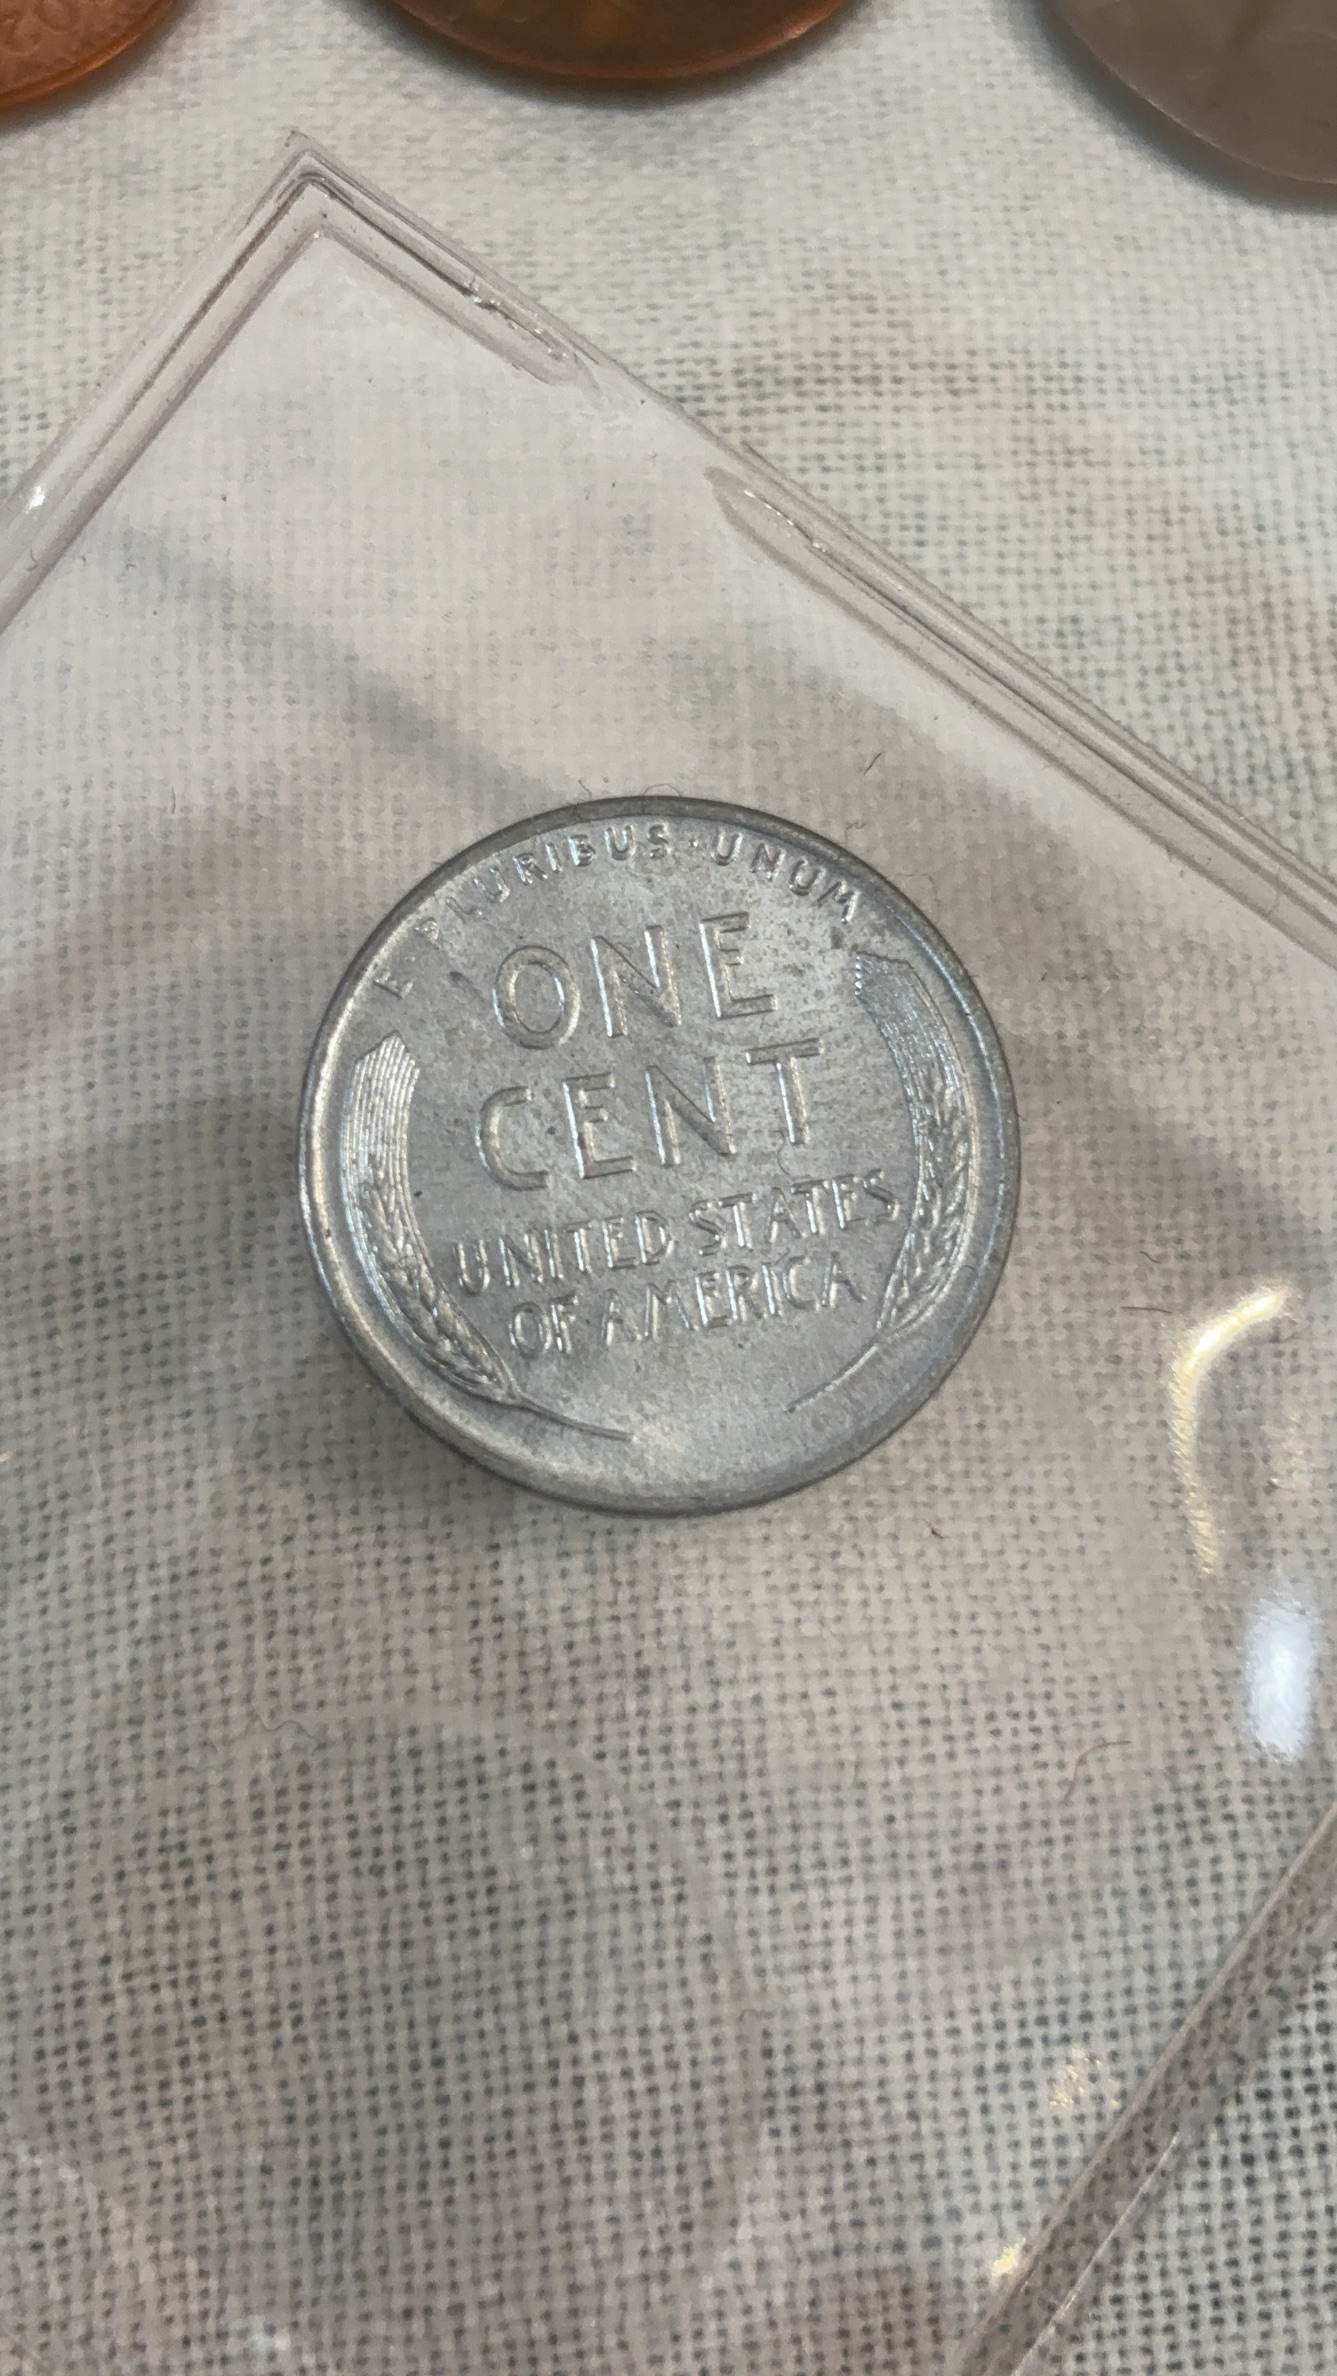 E PLURIBUS · UNUM
ONE
CENT
UNITED STATES
OF AMERICA